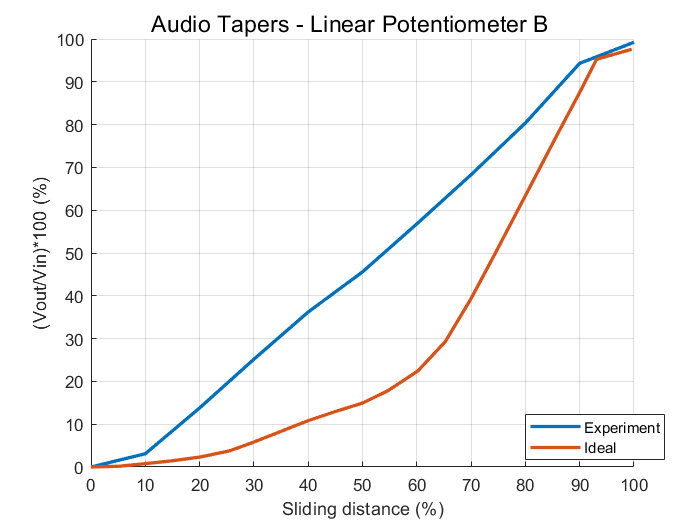 Audio Tapers - Linear Potentiometer B
100
90
80
70
60
50
40
30
20
10
0
(Vout/Vin)*100 (%)
Experiment
Ideal
0 10 20 30 40 50 60 70 80 90 100
Sliding distance (%)